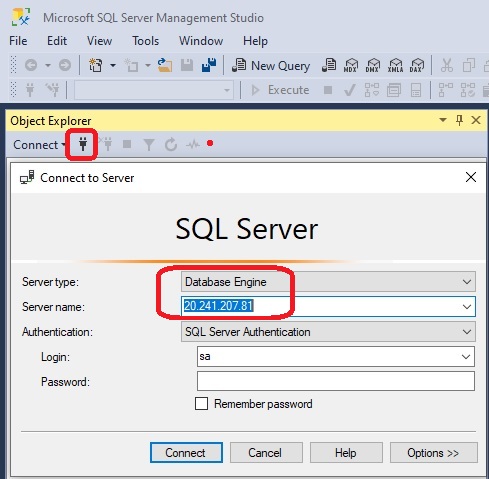 Microsoft SQL Server Management Studio
File Edit View Tools Window Help
New Query MDX DMX XMLA DAX
Execute
Object Explorer
Connect
Connect to Server
SQL Server
Server type: Database Engine
Server name: 20.241.207.81
Authentication: SQL Server Authentication
Login: sa
Password:
Remember password
Connect Cancel Help Options >>